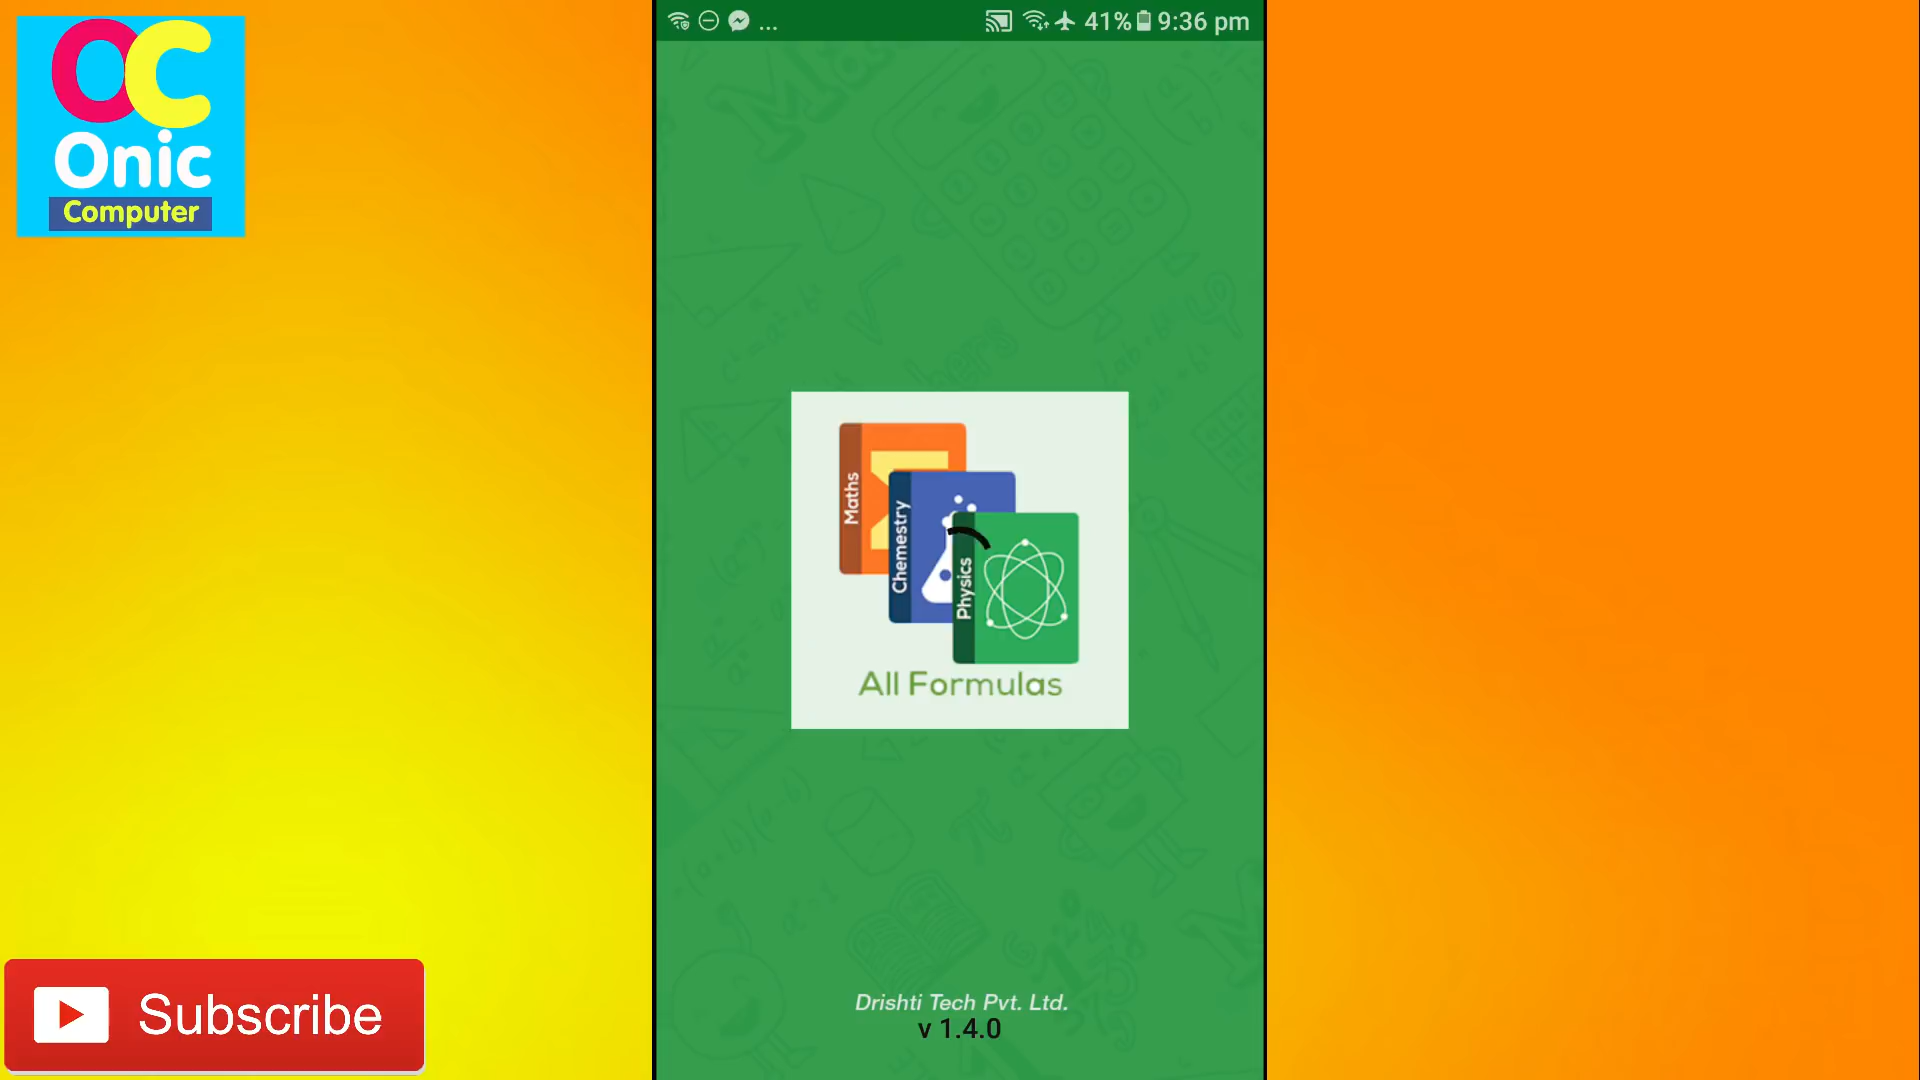 OC
Onic
Computer
... 41% 9:36 pm
Maths
Chemestry
Physics
All Formulas
Drishti Tech Pvt. Ltd.
v 1.4.0
Subscribe